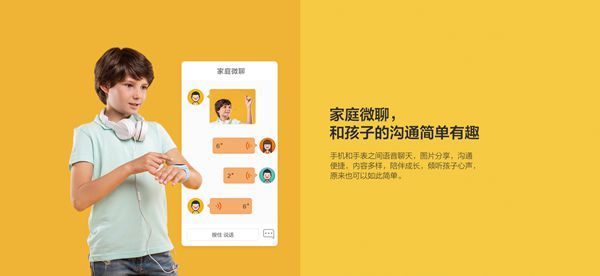 家庭微聊
6"
2"
6"
按住 说话
家庭微聊，
和孩子的沟通简单有趣
手机和手表之间语音聊天，图片分享，沟通
便捷，内容多样，陪伴成长，倾听孩子心声，
原来也可以如此简单。